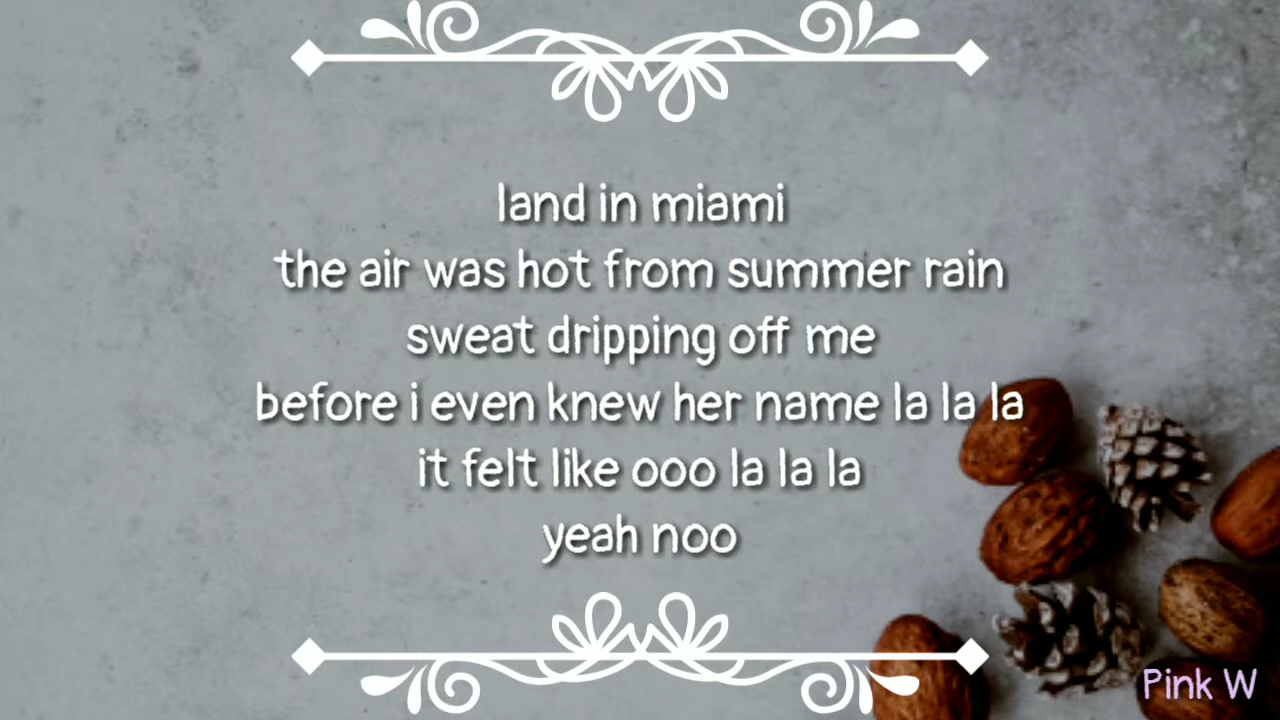 land in miami
the air was hot from summer rain
sweat dripping off me
before i even knew her name la la la
it felt like ooo la la la
yeah noo
Pink W